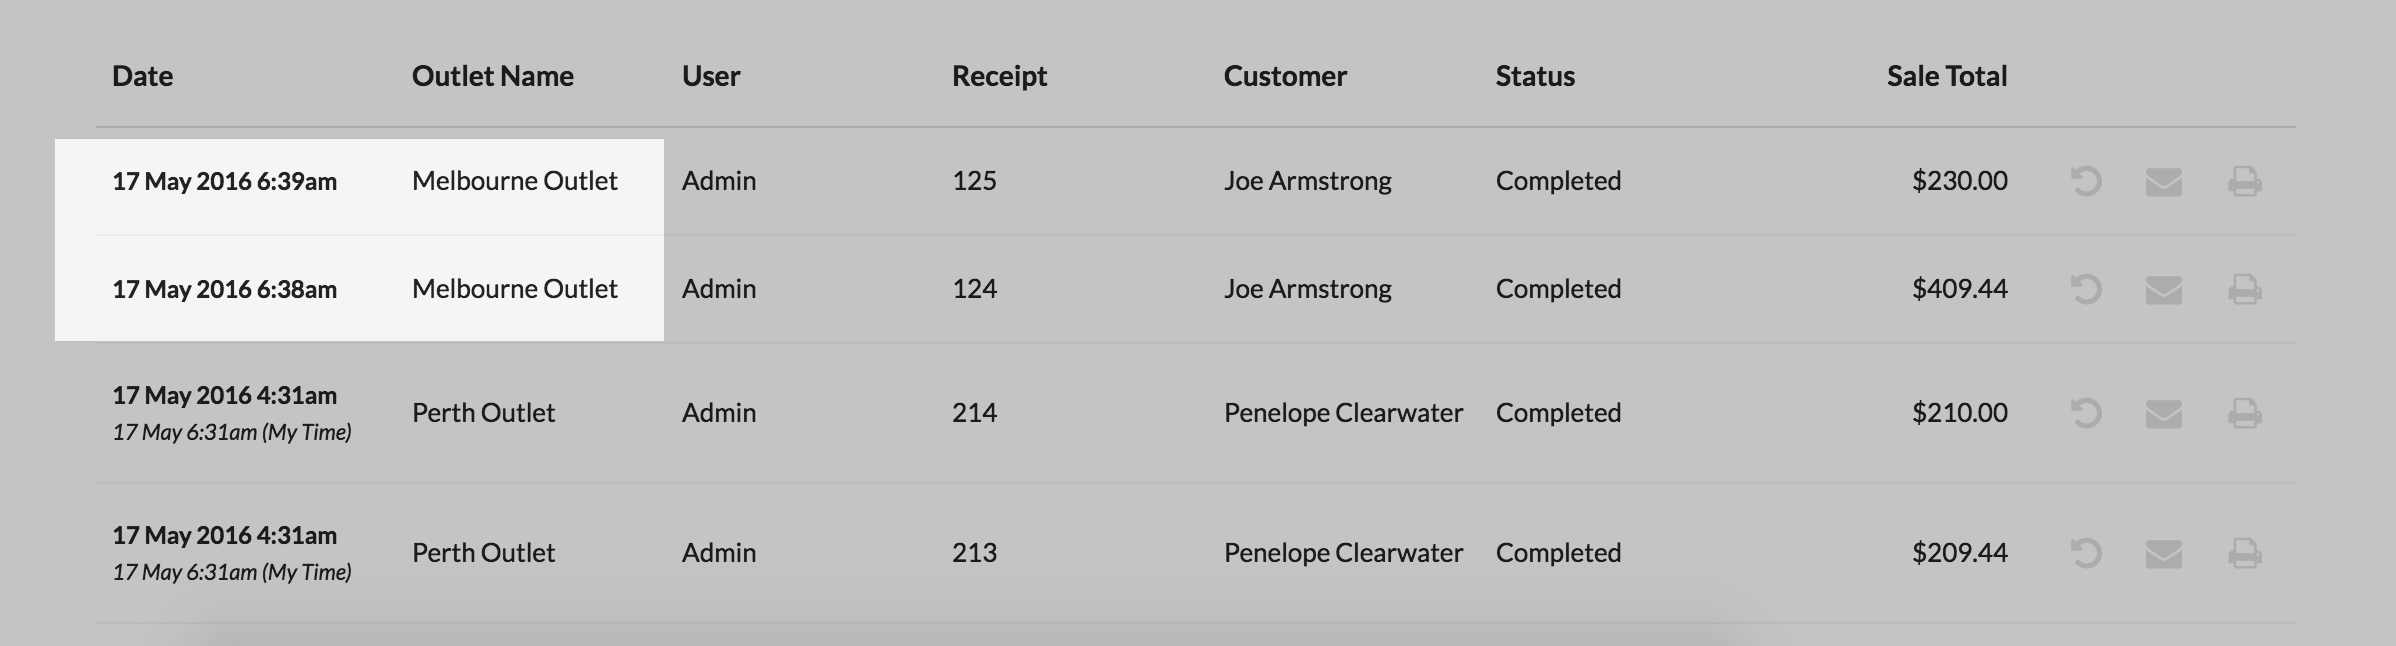 Date Outlet Name User Receipt Customer Status Sale Total
17 May 2016 6:39am Melbourne Outlet Admin 125 Joe Armstrong Completed $230.00
17 May 2016 6:38am Melbourne Outlet Admin 124 Joe Armstrong Completed $409.44
17 May 2016 4:31am
17 May 6:31am (My Time) Perth Outlet Admin 214 Penelope Clearwater Completed $210.00
17 May 2016 4:31am
17 May 6:31am (My Time) Perth Outlet Admin 213 Penelope Clearwater Completed $209.44